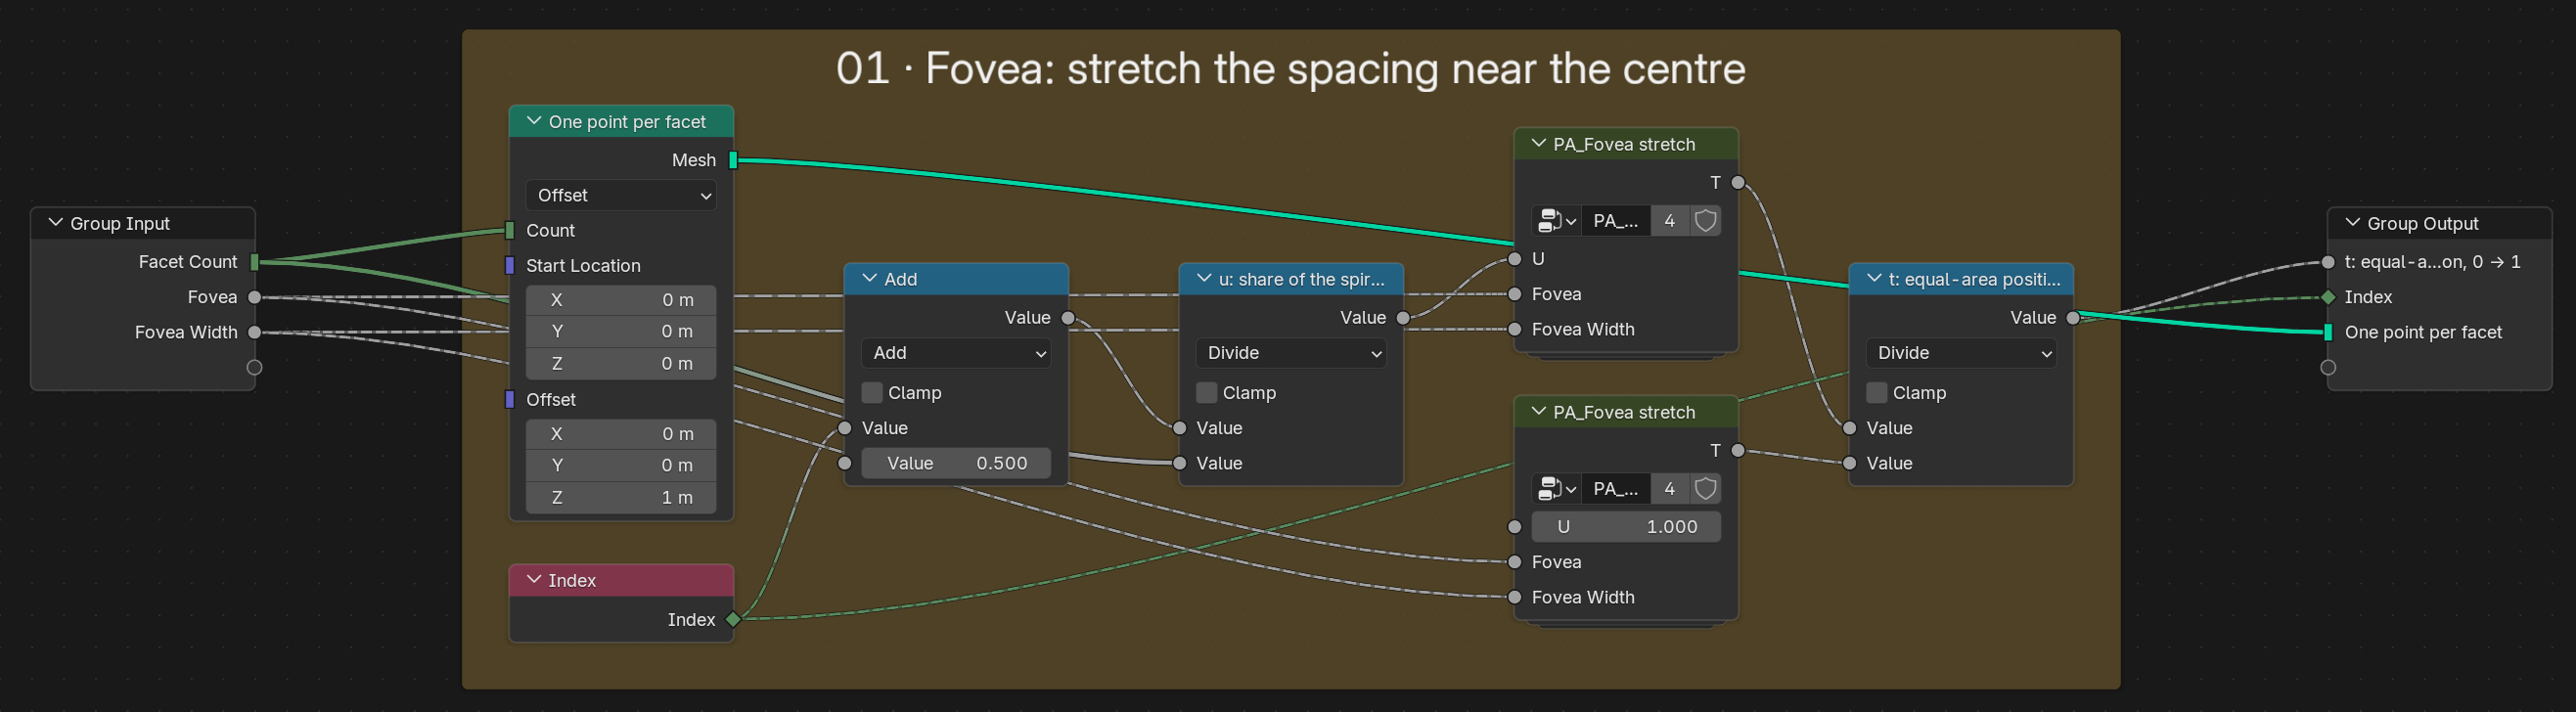 01 · Fovea: stretch the spacing near the centre
Group Input
Facet Count
Fovea
Fovea Width
One point per facet
Mesh
Offset
Count
Start Location
X 0 m
Y 0 m
Z 0 m
Offset
X 0 m
Y 0 m
Z 1 m
Index
Index
Add
Value
Add
Clamp
Value
Value 0.500
u: share of the spir...
Value
Divide
Clamp
Value
Value
PA_Fovea stretch
T
PA_... 4
U
Fovea
Fovea Width
PA_Fovea stretch
T
PA_... 4
U 1.000
Fovea
Fovea Width
t: equal-area positi...
Value
Divide
Clamp
Value
Value
Group Output
t: equal-a...on, 0 → 1
Index
One point per facet